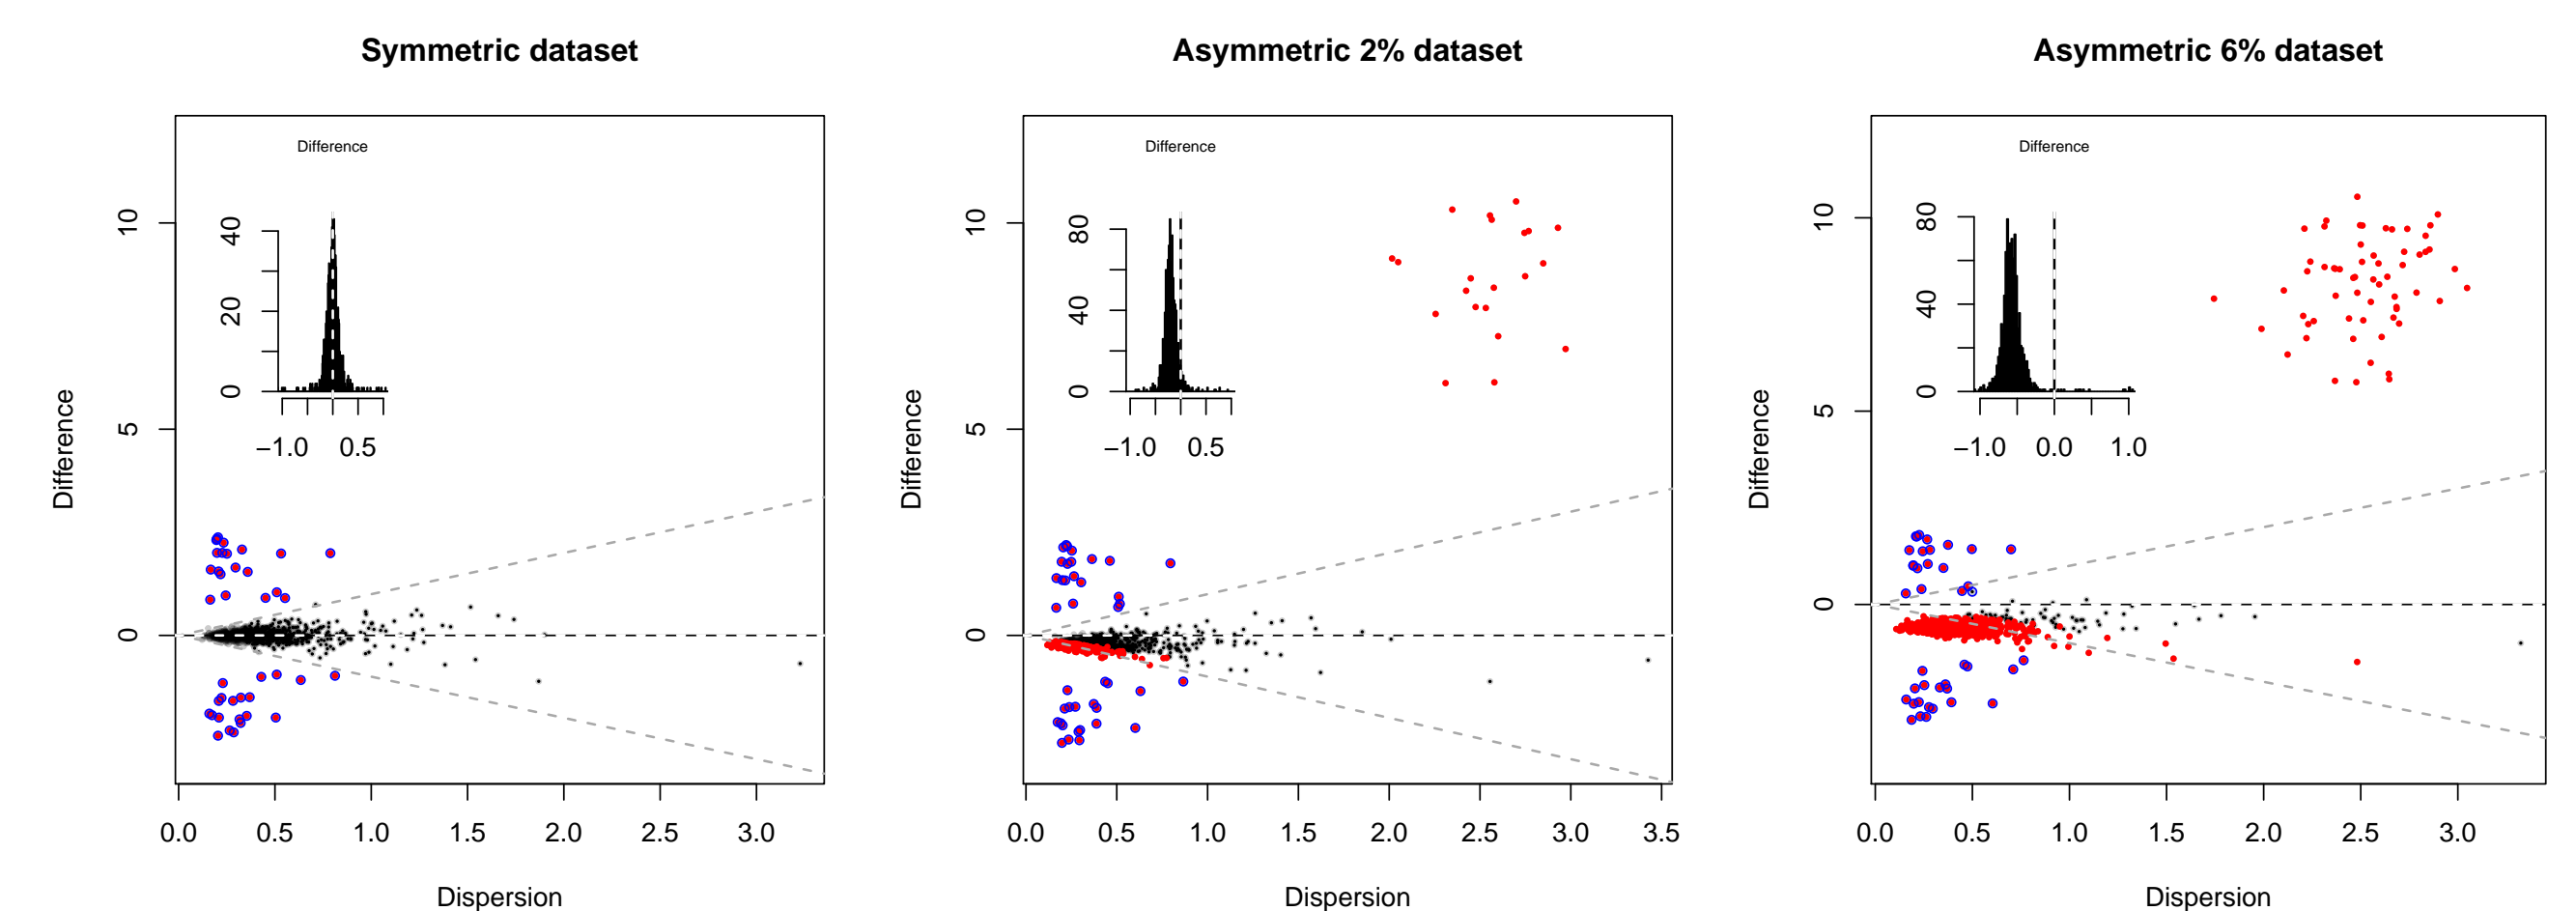 Symmetric dataset
Difference
10
5
0
Difference
40
20
0
−1.0 0.5
0.0 0.5 1.0 1.5 2.0 2.5 3.0
Dispersion
Asymmetric 2% dataset
Difference
10
5
0
Difference
80
40
0
−1.0 0.5
0.0 0.5 1.0 1.5 2.0 2.5 3.0 3.5
Dispersion
Asymmetric 6% dataset
Difference
10
5
0
Difference
80
40
0
−1.0 0.0 1.0
0.0 0.5 1.0 1.5 2.0 2.5 3.0
Dispersion